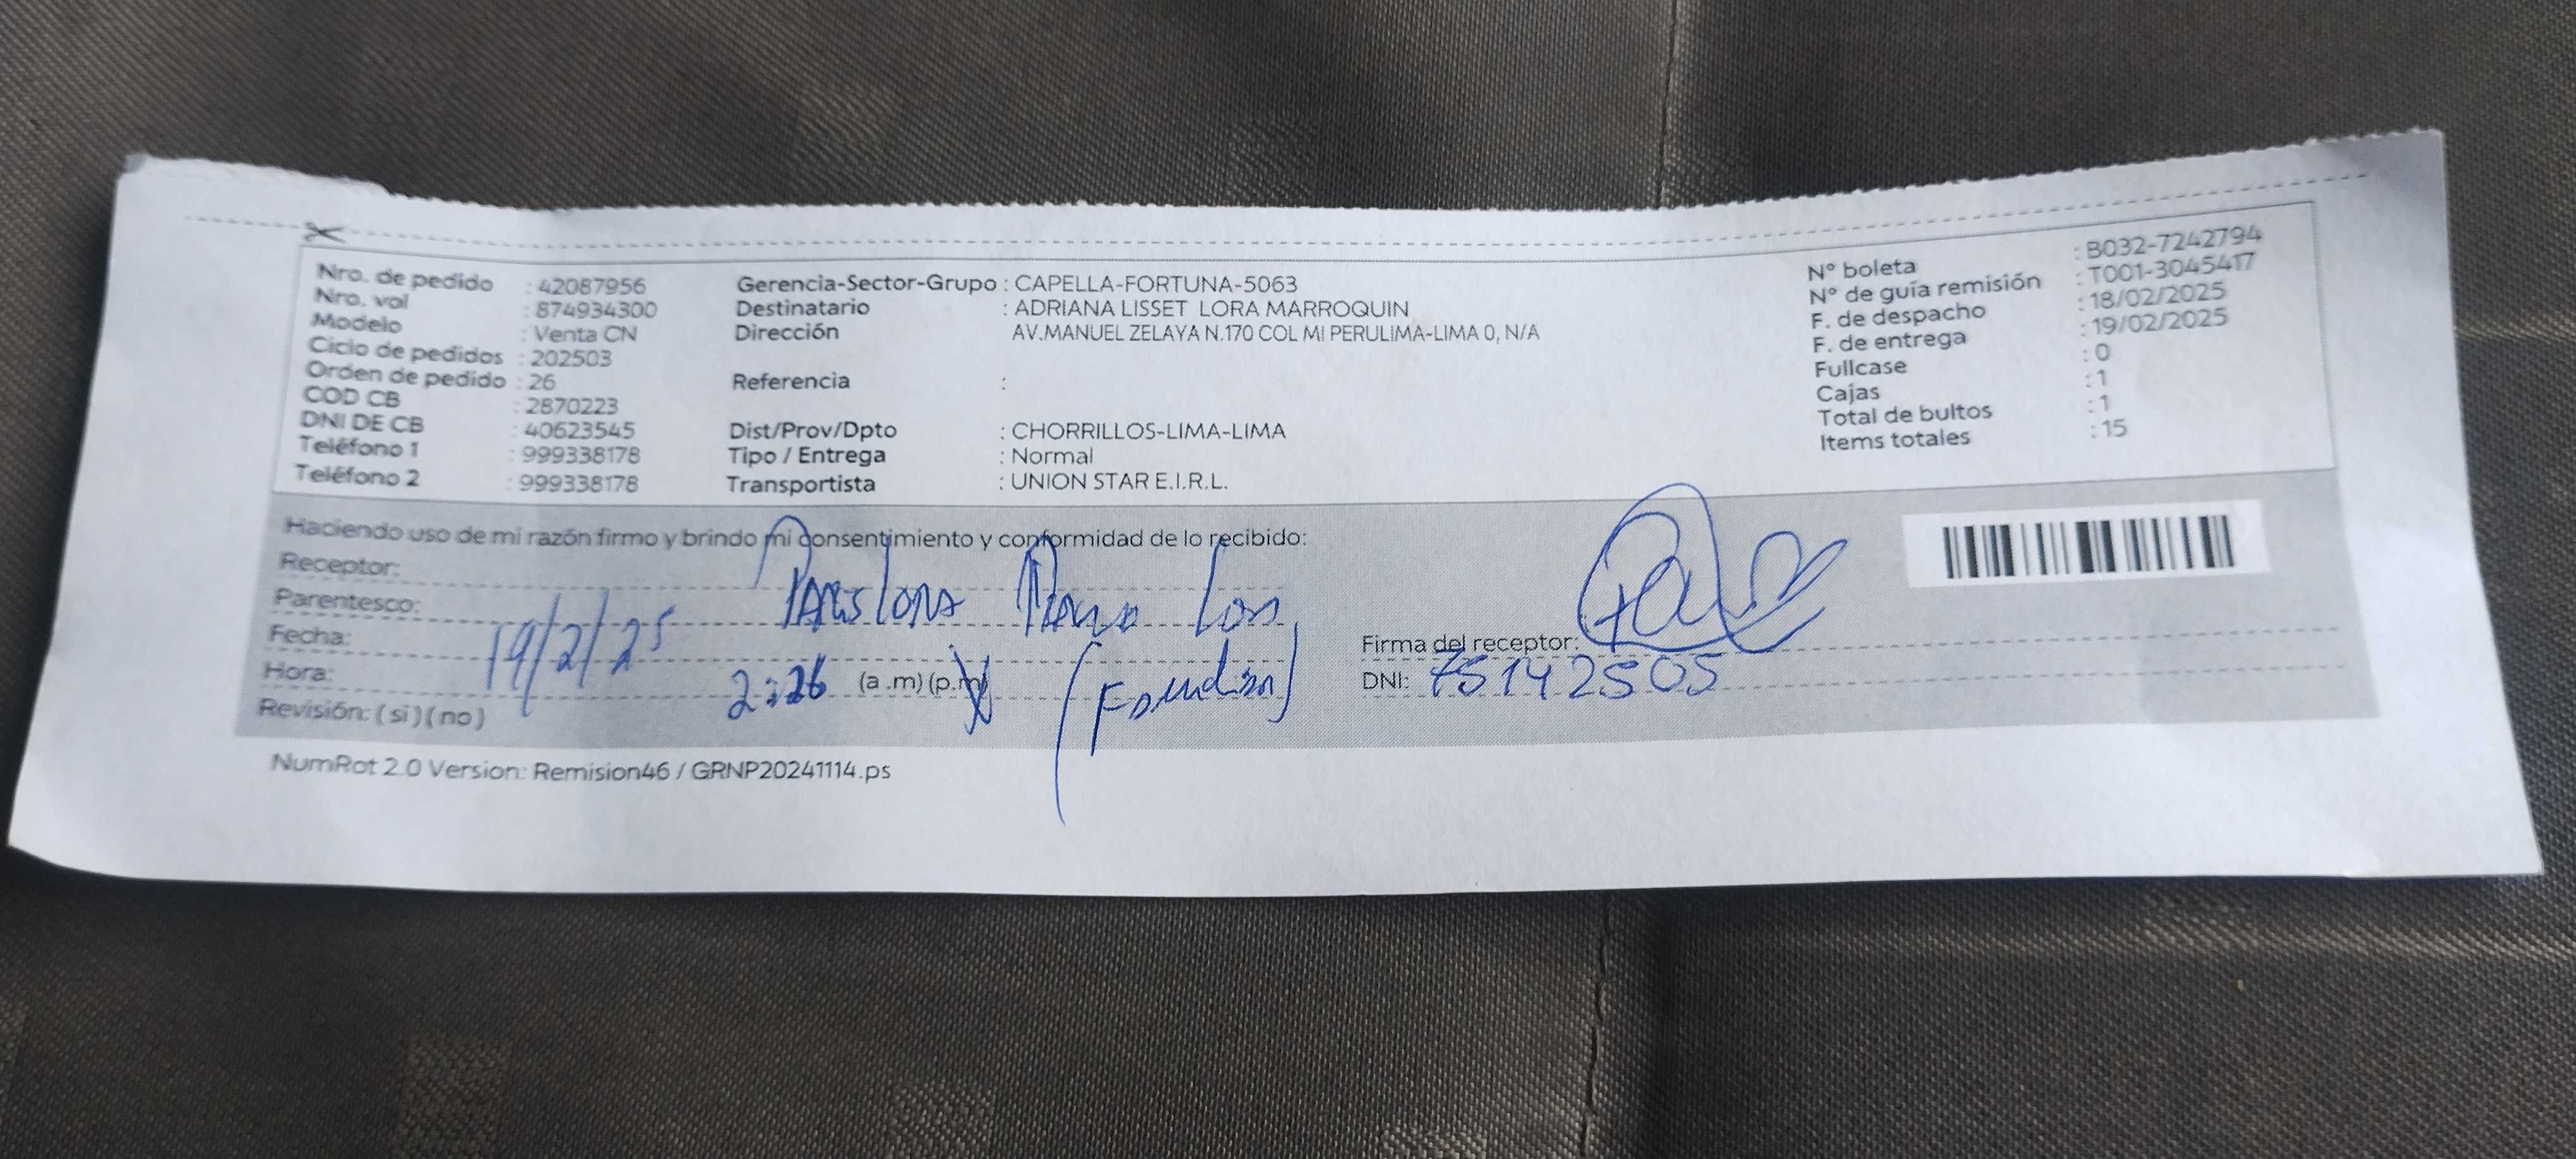 Nro. de pedido : 42087956
Nro. vol : 874934300
Modelo : Venta CN
Ciclo de pedidos : 202503
Orden de pedido : 26
COD CB : 2870223
DNI DE CB : 40623545
Teléfono 1 : 999338178
Teléfono 2 : 999338178
Gerencia-Sector-Grupo : CAPELLA-FORTUNA-5063
Destinatario : ADRIANA LISSET LORA MARROQUIN
Dirección AV.MANUEL ZELAYA N.170 COL MI PERULIMA-LIMA 0, N/A
Referencia :
Dist/Prov/Dpto : CHORRILLOS-LIMA-LIMA
Tipo / Entrega : Normal
Transportista : UNION STAR E.I.R.L.
N° boleta : B032-7242794
N° de guía remisión : T001-3045417
F. de despacho : 18/02/2025
F. de entrega : 19/02/2025
Fullcase : 0
Cajas : 1
Total de bultos : 1
Items totales : 15
Haciendo uso de mi razón firmo y brindo mi consentimiento y conformidad de lo recibido:
Receptor:
Parentesco:
Fecha: 19/2/25
Hora: 2:26 (a .m) (p.m)
Revisión: ( si ) ( no )
Firma del receptor:
DNI: 75142505
NumRot 2.0 Version: Remision46 / GRNP20241114.ps